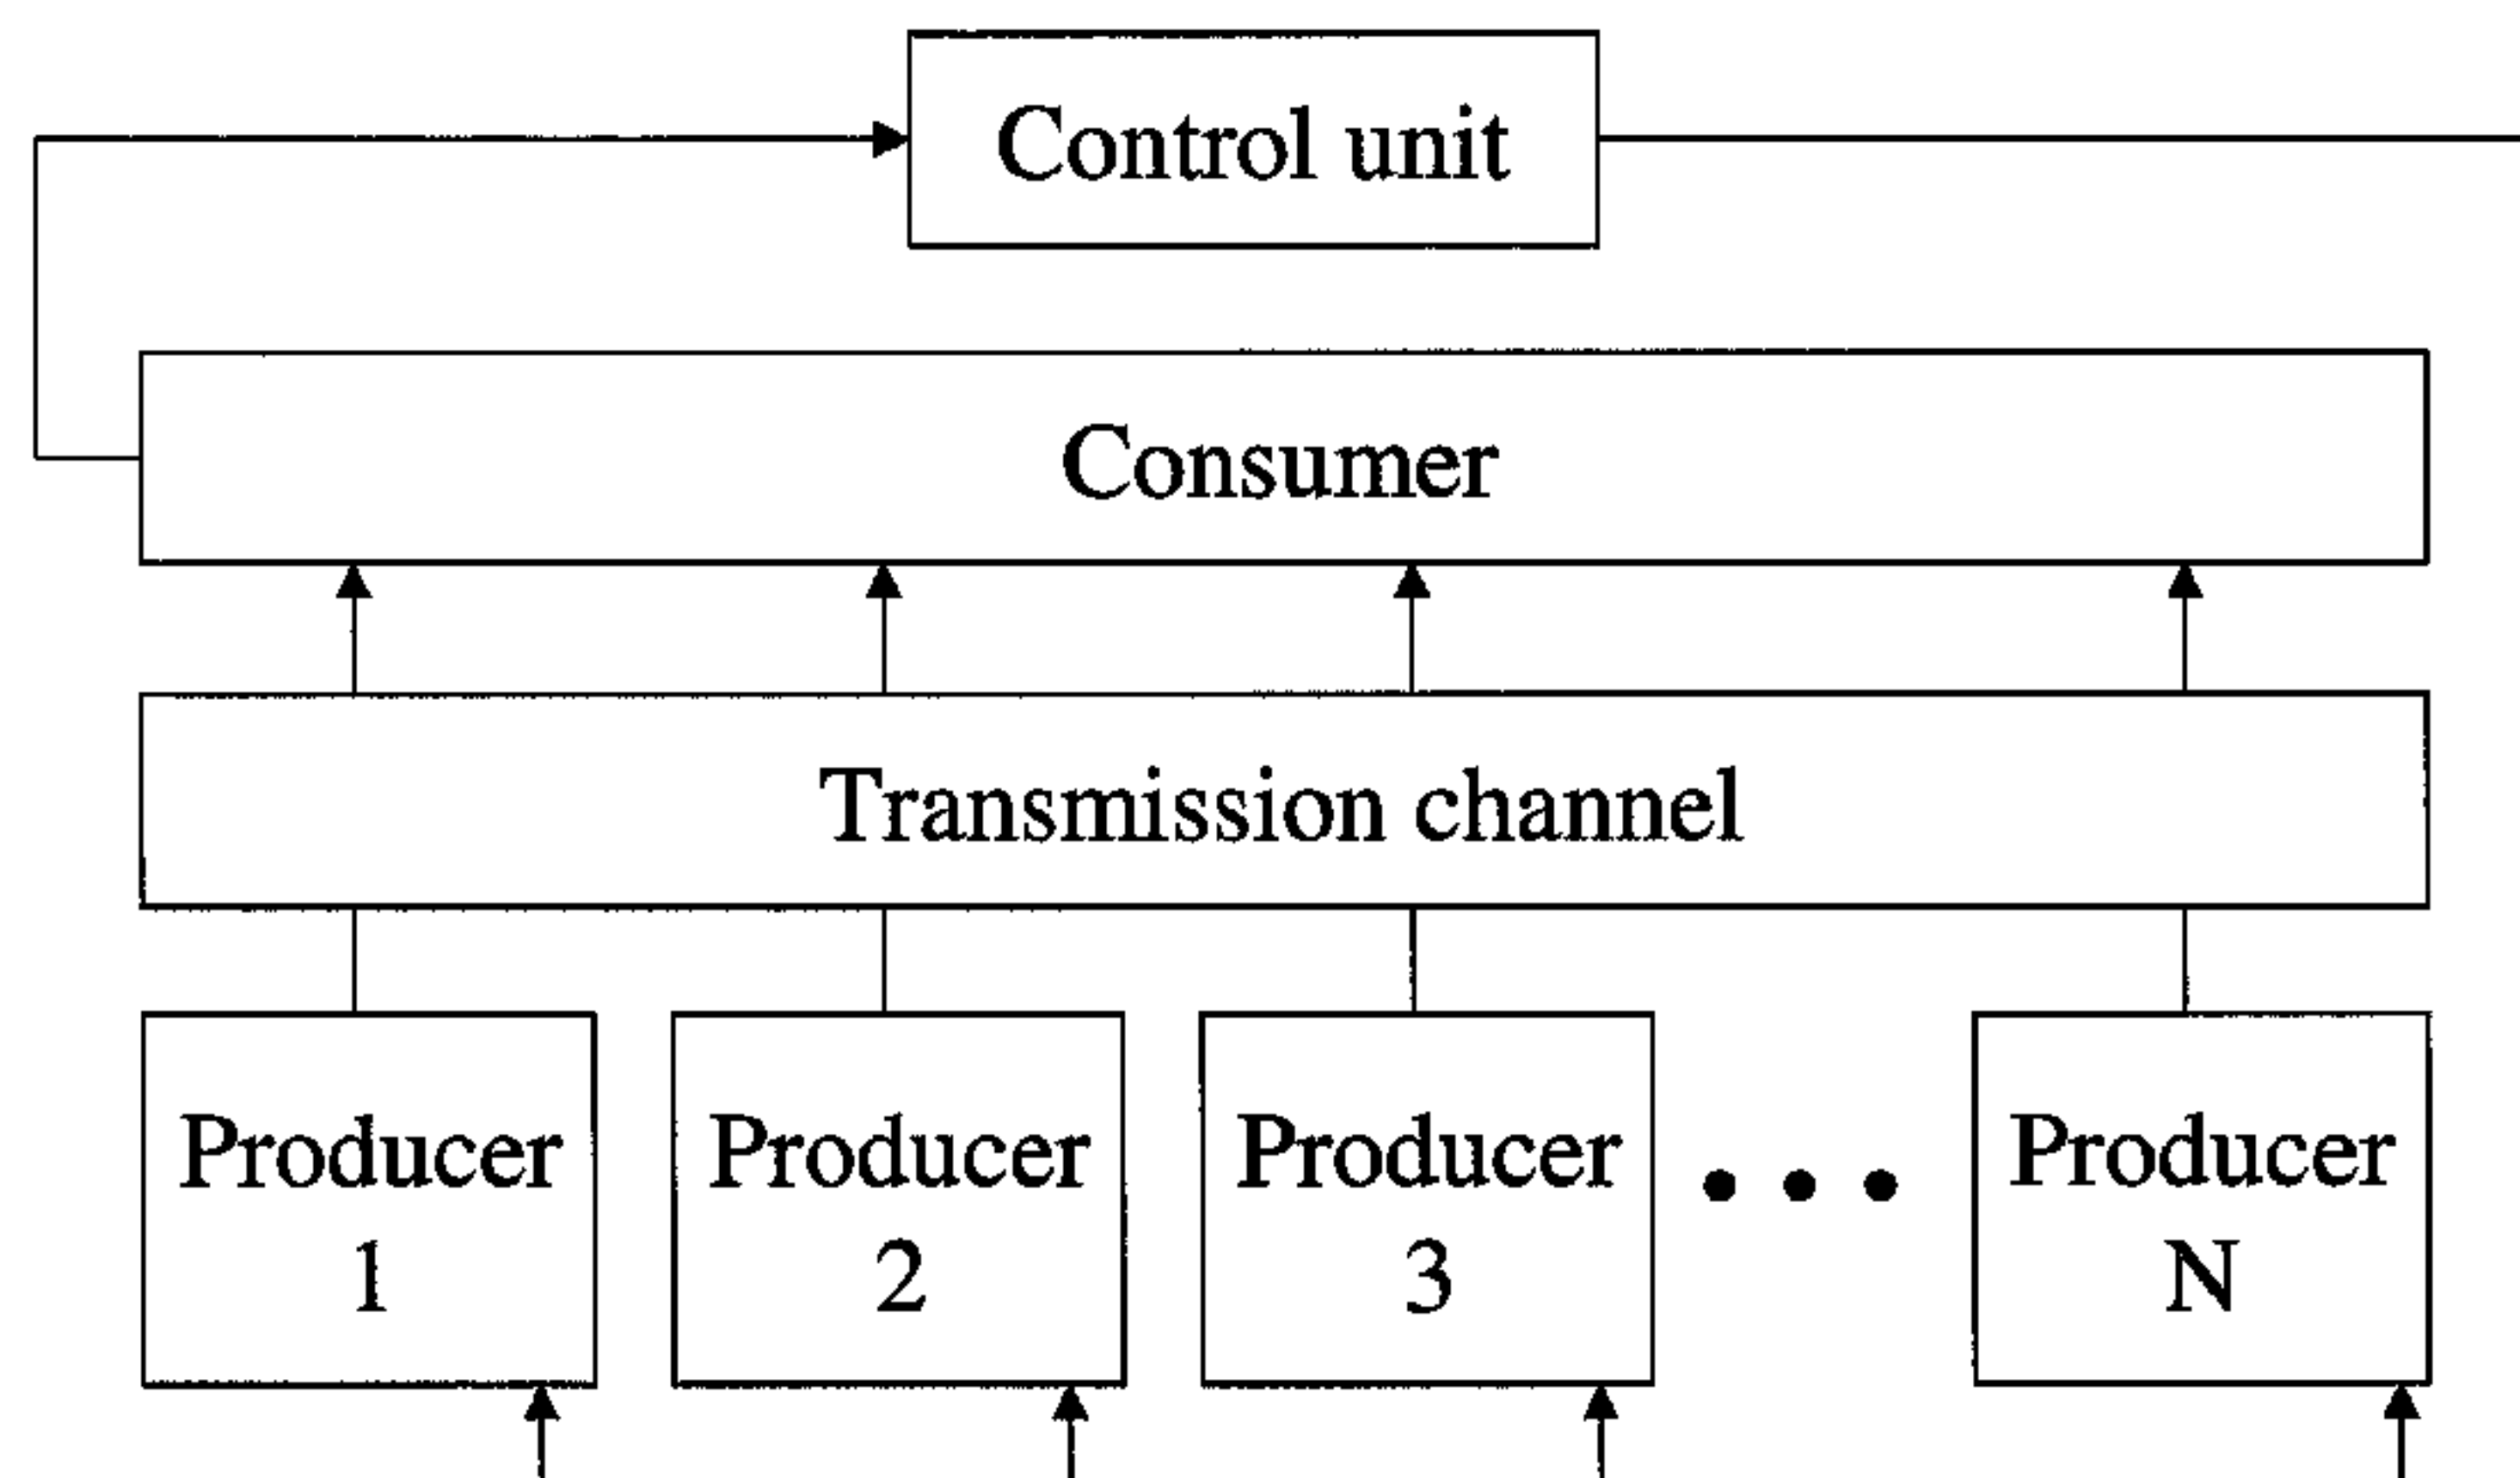 Control unit
Consumer
Transmission channel
Producer
1
Producer
2
Producer
3
Producer
N